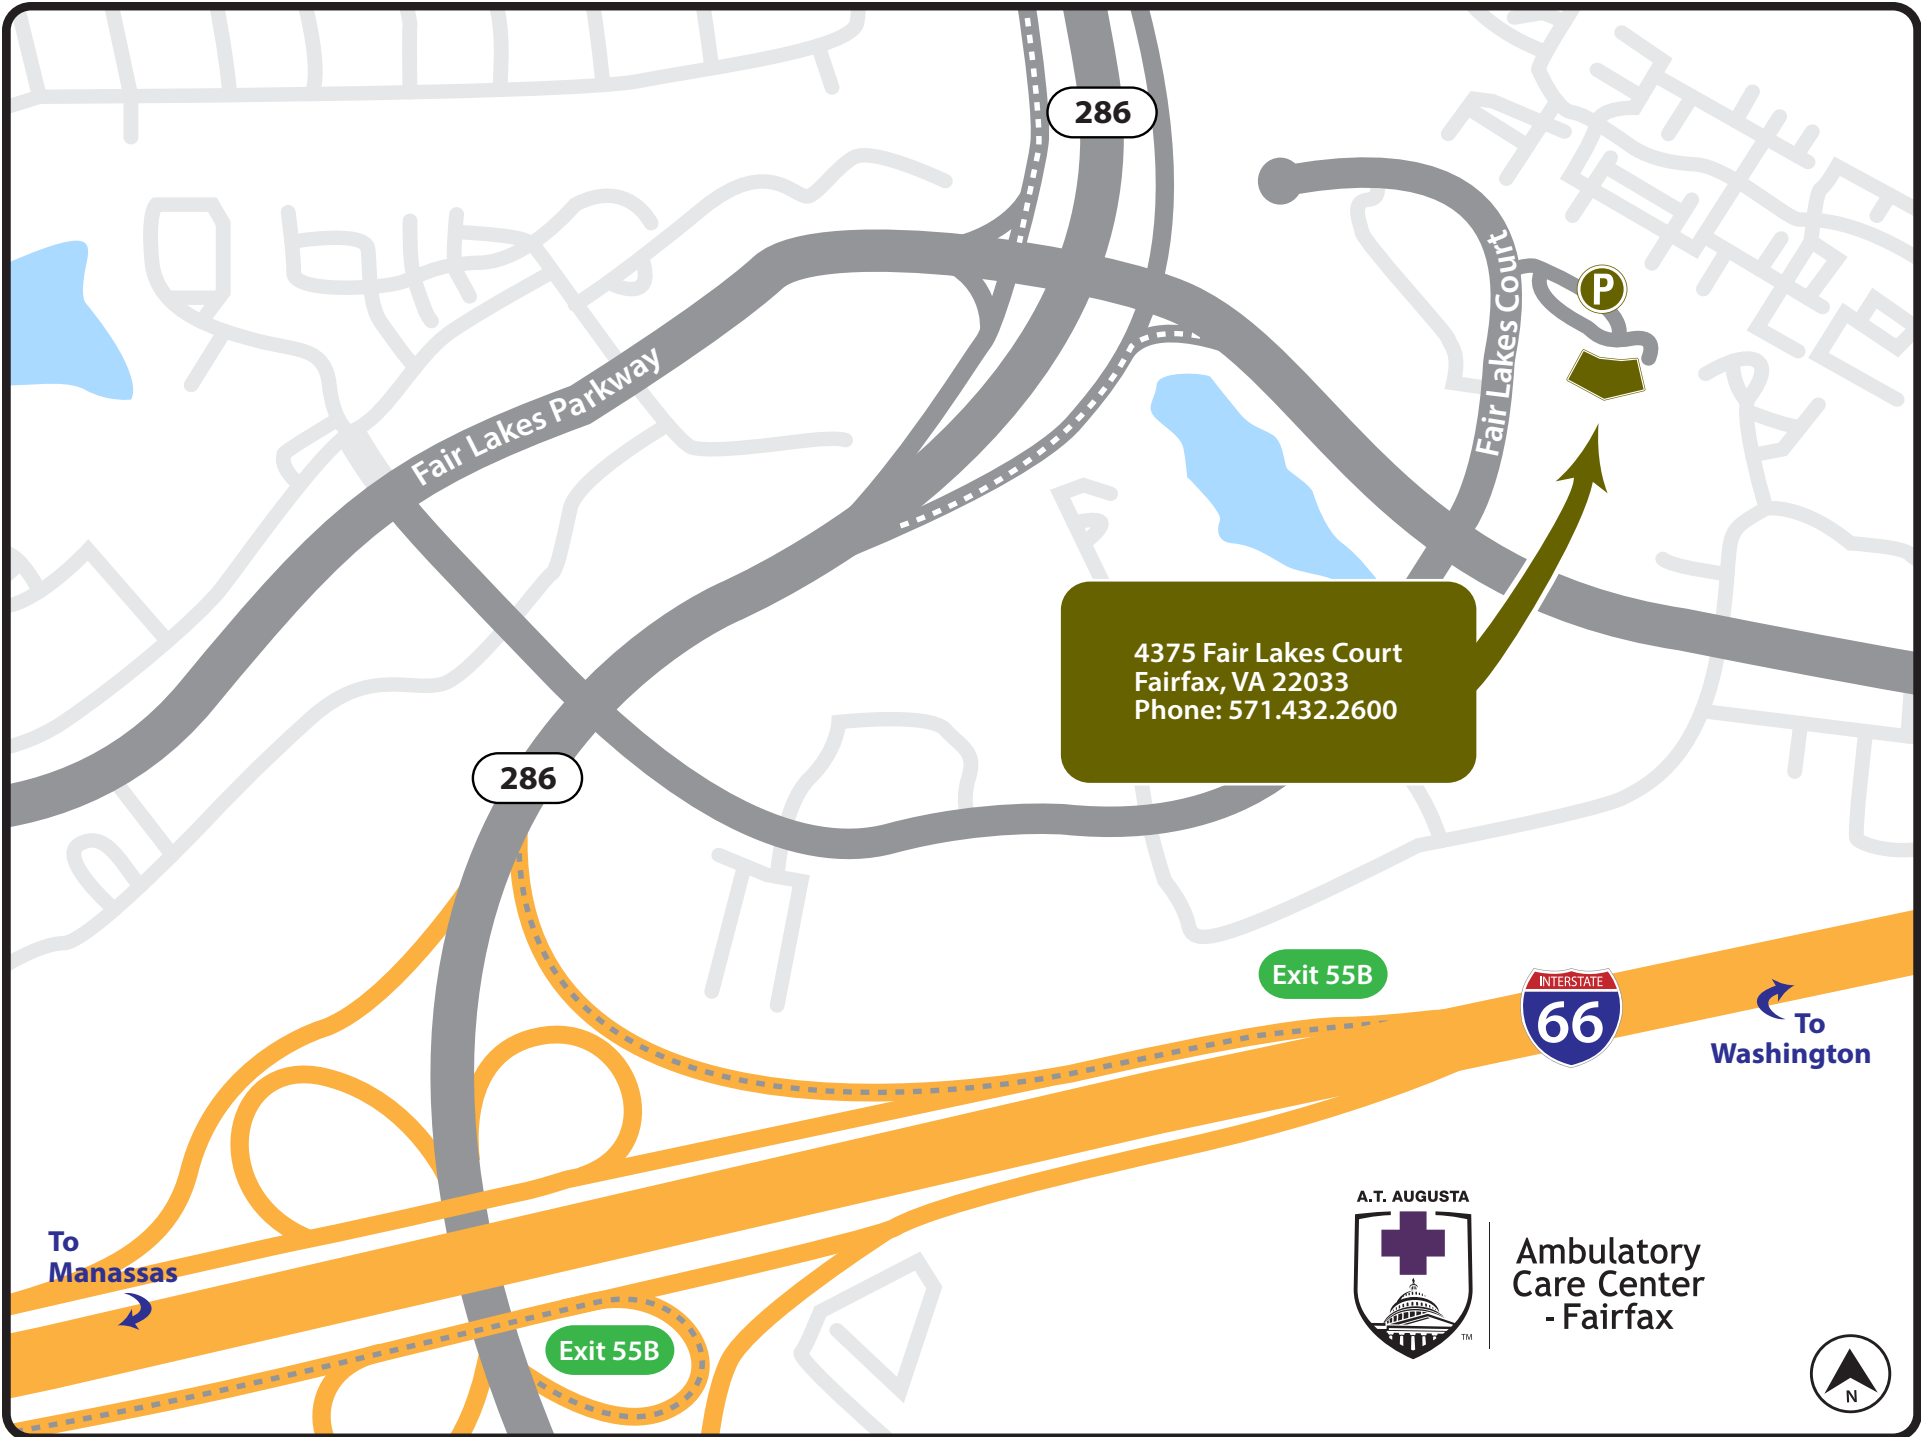 286
Fair Lakes Court
P
Fair Lakes Parkway
4375 Fair Lakes Court
Fairfax, VA 22033
Phone: 571.432.2600
286
Exit 55B
INTERSTATE
66
To
Washington
A.T. AUGUSTA
TM
Ambulatory
Care Center
- Fairfax
To
Manassas
Exit 55B
N